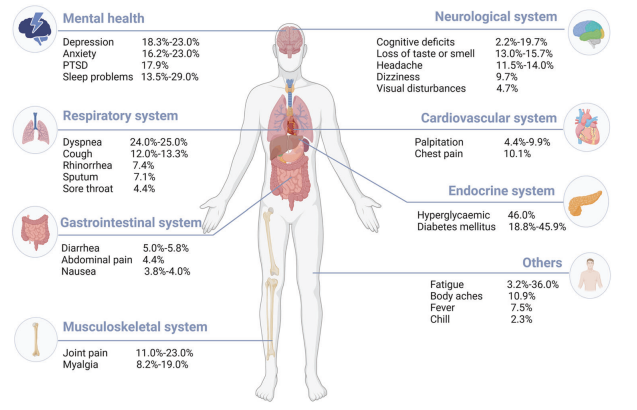 Mental health
Depression 18.3%-23.0%
Anxiety 16.2%-23.0%
PTSD 17.9%
Sleep problems 13.5%-29.0%
Neurological system
Cognitive deficits 2.2%-19.7%
Loss of taste or smell 13.0%-15.7%
Headache 11.5%-14.0%
Dizziness 9.7%
Visual disturbances 4.7%
Respiratory system
Dyspnea 24.0%-25.0%
Cough 12.0%-13.3%
Rhinorrhea 7.4%
Sputum 7.1%
Sore throat 4.4%
Cardiovascular system
Palpitation 4.4%-9.9%
Chest pain 10.1%
Endocrine system
Hyperglycaemic 46.0%
Diabetes mellitus 18.8%-45.9%
Gastrointestinal system
Diarrhea 5.0%-5.8%
Abdominal pain 4.4%
Nausea 3.8%-4.0%
Others
Fatigue 3.2%-36.0%
Body aches 10.9%
Fever 7.5%
Chill 2.3%
Musculoskeletal system
Joint pain 11.0%-23.0%
Myalgia 8.2%-19.0%